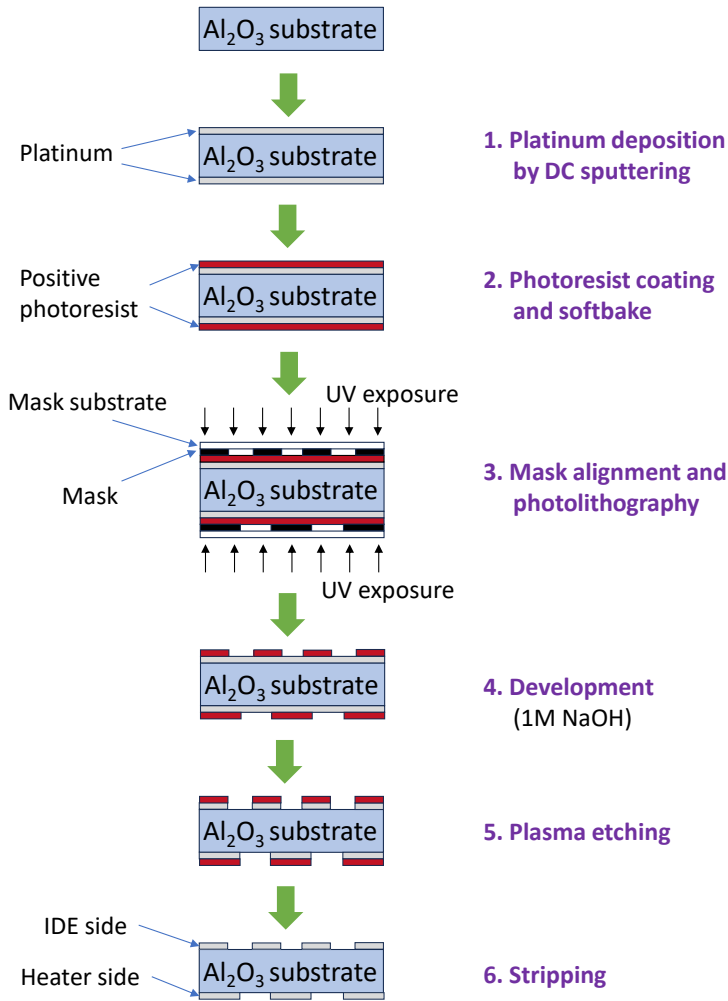 Al₂O₃ substrate
Platinum
Al₂O₃ substrate
1. Platinum deposition
by DC sputtering
Positive
photoresist
Al₂O₃ substrate
2. Photoresist coating
and softbake
Mask substrate
UV exposure
Mask
Al₂O₃ substrate
3. Mask alignment and
photolithography
UV exposure
Al₂O₃ substrate
4. Development
(1M NaOH)
Al₂O₃ substrate
5. Plasma etching
IDE side
Heater side
Al₂O₃ substrate
6. Stripping